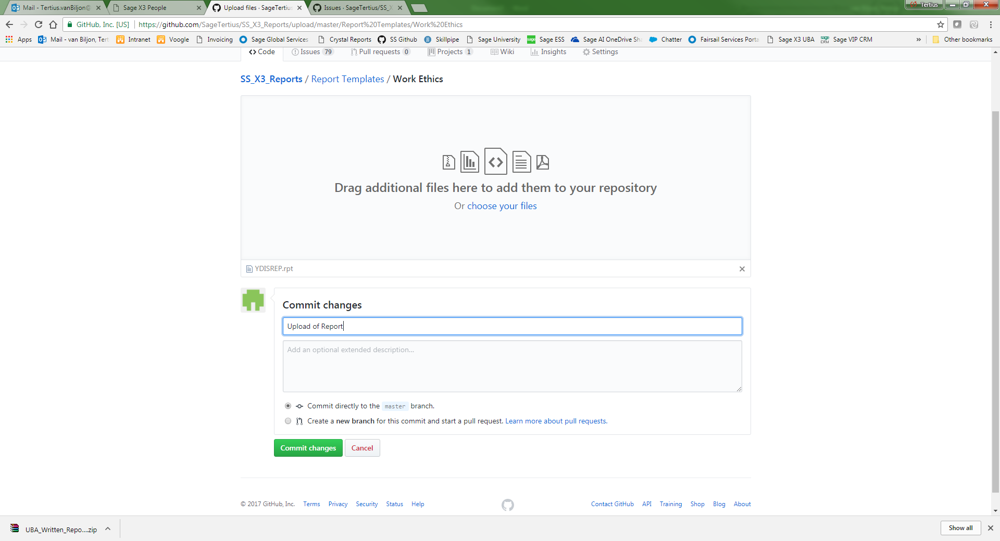 Mail - Tertius.vanBiljon@
Sage X3 People
Upload files · SageTertius
Issues · SageTertius/SS_X
Tertius
GitHub, Inc. [US]
https://github.com/SageTertius/SS_X3_Reports/upload/master/Report%20Templates/Work%20Ethics
Apps
Mail - van Biljon, Tert
Intranet
Voogle
Invoicing
Sage Global Services
Crystal Reports
SS Github
Skillpipe
Sage University
Sage ESS
Sage AI OneDrive Sha
Chatter
Fairsail Services Porta
Sage X3 UBA
Sage VIP CRM
»
Other bookmarks
Code
Issues 79
Pull requests 0
Projects 1
Wiki
Insights
Settings
SS_X3_Reports / Report Templates / Work Ethics
Drag additional files here to add them to your repository
Or choose your files
YDISREP.rpt
Commit changes
Upload of Report
Add an optional extended description...
Commit directly to the master branch.
Create a new branch for this commit and start a pull request. Learn more about pull requests.
Commit changes
Cancel
© 2017 GitHub, Inc.
Terms
Privacy
Security
Status
Help
Contact GitHub
API
Training
Shop
Blog
About
UBA_Written_Repo....zip
Show all